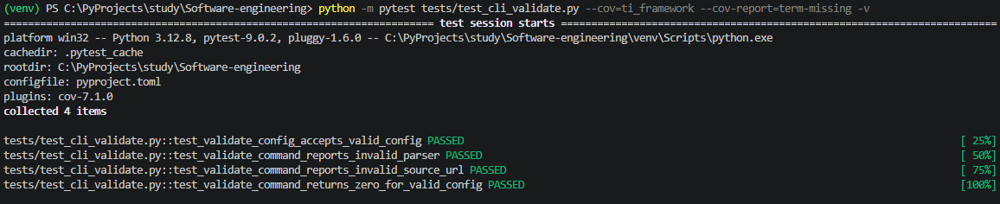 (venv) PS C:\PyProjects\study\Software-engineering> python -m pytest tests/test_cli_validate.py --cov=ti_framework --cov-report=term-missing -v
================================================================= test session starts =================================================================
platform win32 -- Python 3.12.8, pytest-9.0.2, pluggy-1.6.0 -- C:\PyProjects\study\Software-engineering\venv\Scripts\python.exe
cachedir: .pytest_cache
rootdir: C:\PyProjects\study\Software-engineering
configfile: pyproject.toml
plugins: cov-7.1.0
collected 4 items
tests/test_cli_validate.py::test_validate_config_accepts_valid_config PASSED [ 25%]
tests/test_cli_validate.py::test_validate_command_reports_invalid_parser PASSED [ 50%]
tests/test_cli_validate.py::test_validate_command_reports_invalid_source_url PASSED [ 75%]
tests/test_cli_validate.py::test_validate_command_returns_zero_for_valid_config PASSED [100%]